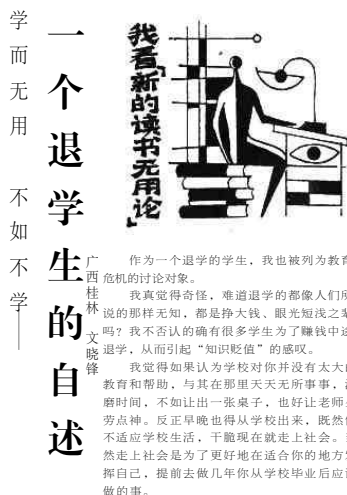 学而无用 不如不学——
一个退学生的自述
广西桂林 文晓锋
我看“新的读书无用论”
作为一个退学的学生，我也被列为教育
危机的讨论对象。
我真觉得奇怪，难道退学的都像人们所
说的那样无知，都是挣大钱、眼光短浅之辈
吗？我不否认的确有很多学生为了赚钱中途
退学，从而引起“知识贬值”的感叹。
我觉得如果认为学校对你并没有太大的
教育和帮助，与其在那里天天无所事事，
磨时间，不如让出一张桌子，也好让老师
劳点神。反正早晚也得从学校出来，既然
不适应学校生活，干脆现在就走上社会。
然走上社会是为了更好地在适合你的地方发
挥自己，提前去做几年你从学校毕业后应
做的事。